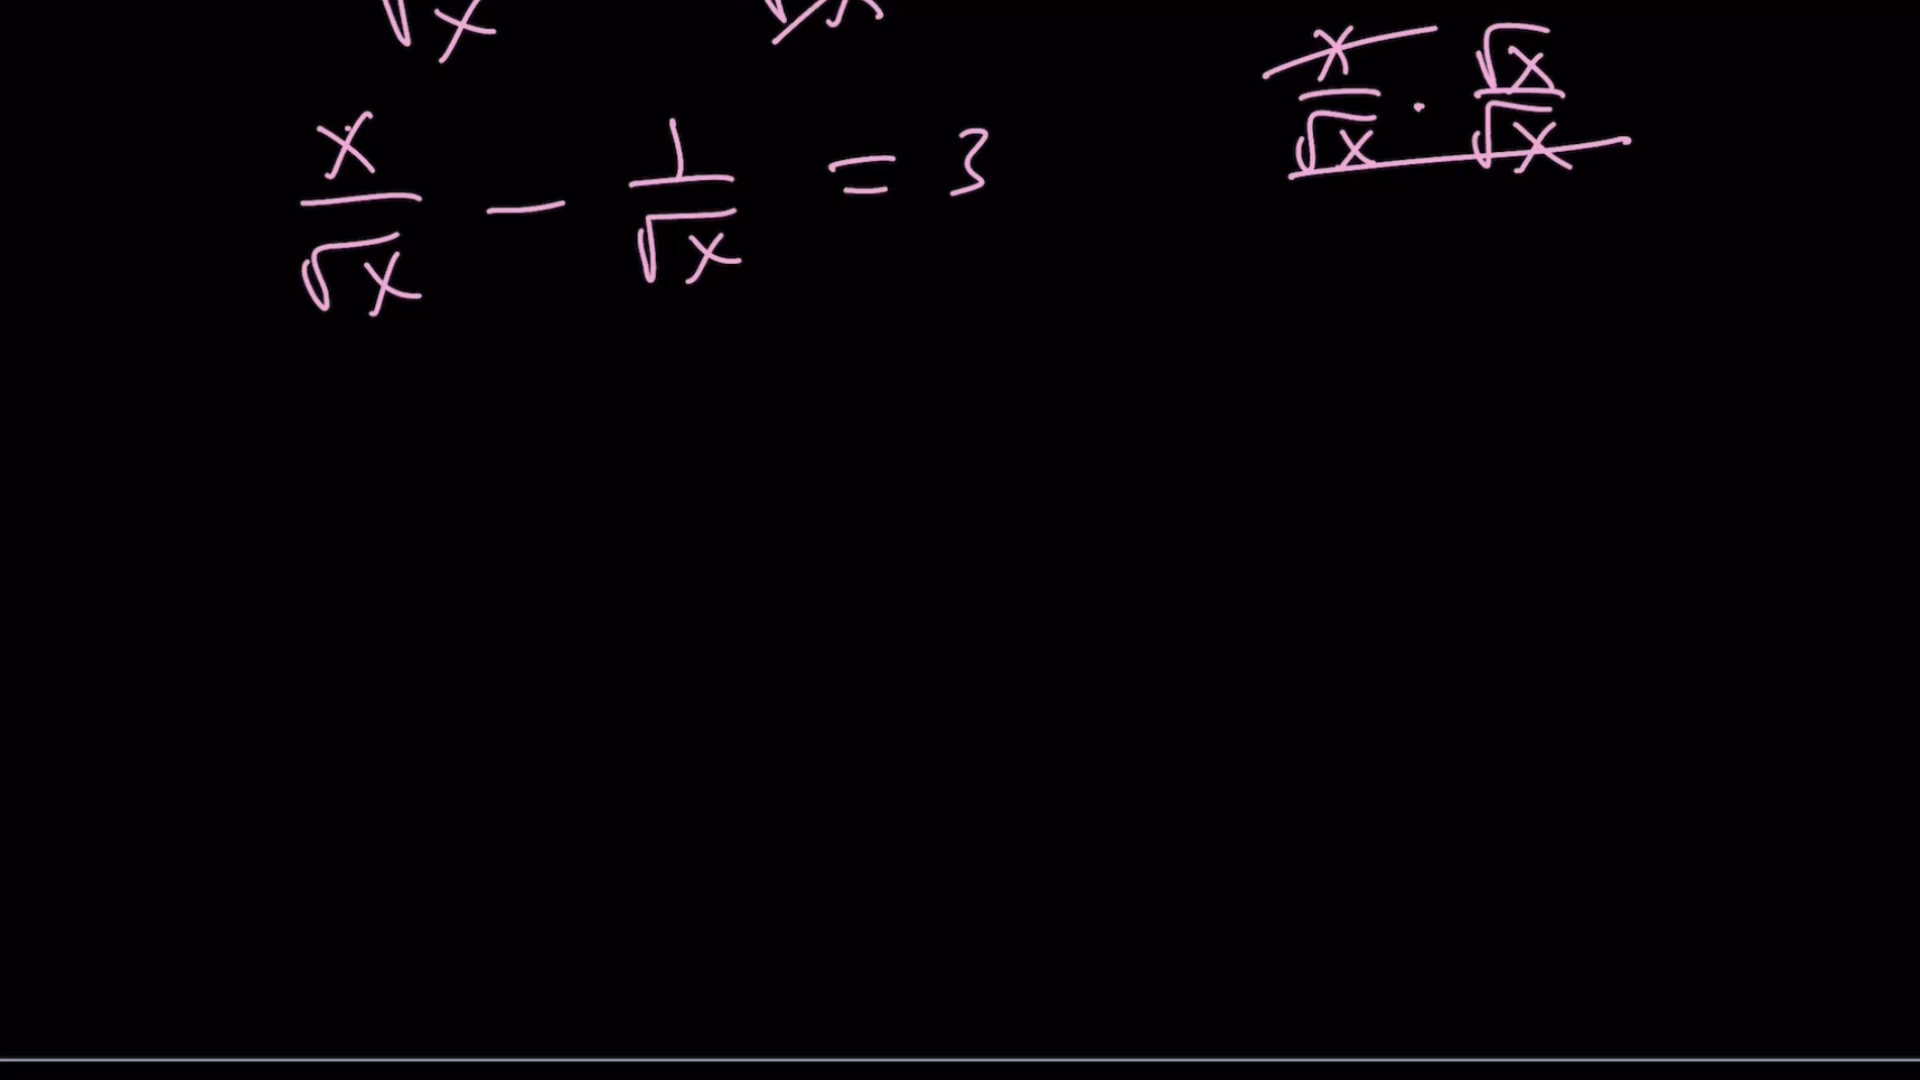 √x √x
x/√x · √x/√x
x/√x − 1/√x = 3